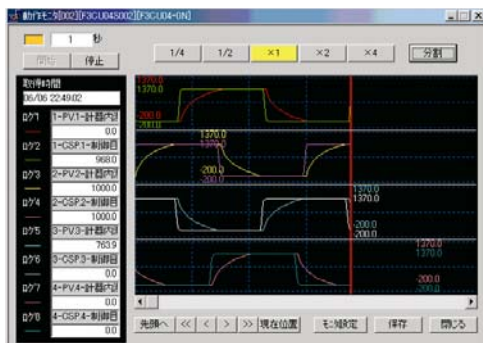 動作モニタ[002][F3CU04S002][F3CU04-0N]
1 秒
開始 停止
1/4 1/2 ×1 ×2 ×4 分割
取得時間
06/06 22:49:02
ログ1 1-PV.1-計器内部
0.0
ログ2 1-CSP.1-制御目
968.0
ログ3 2-PV.2-計器内部
1000.0
ログ4 2-CSP.2-制御目
1000.0
ログ5 3-PV.3-計器内部
763.9
ログ6 3-CSP.3-制御目
0.0
ログ7 4-PV.4-計器内部
0.0
ログ8 4-CSP.4-制御目
0.0
1370.0
1370.0
-200.0
-200.0
1370.0
1370.0
-200.0
-200.0
1370.0
1370.0
-200.0
-200.0
1370.0
1370.0
-200.0
-200.0
先頭へ << < > >> 現在位置 モニタ設定 保存 閉じる